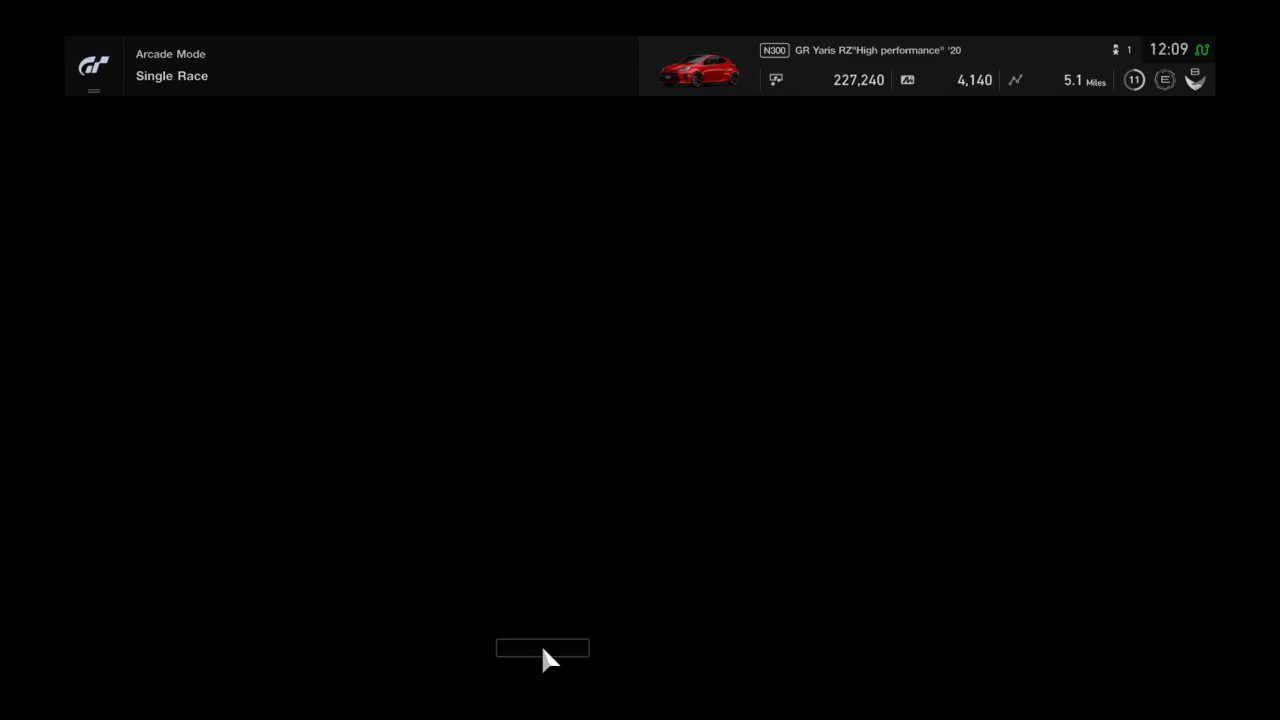 Arcade Mode
Single Race
N300 GR Yaris RZ"High performance" '20
1
12:09
227,240
4,140
5.1 Miles
11
E
B